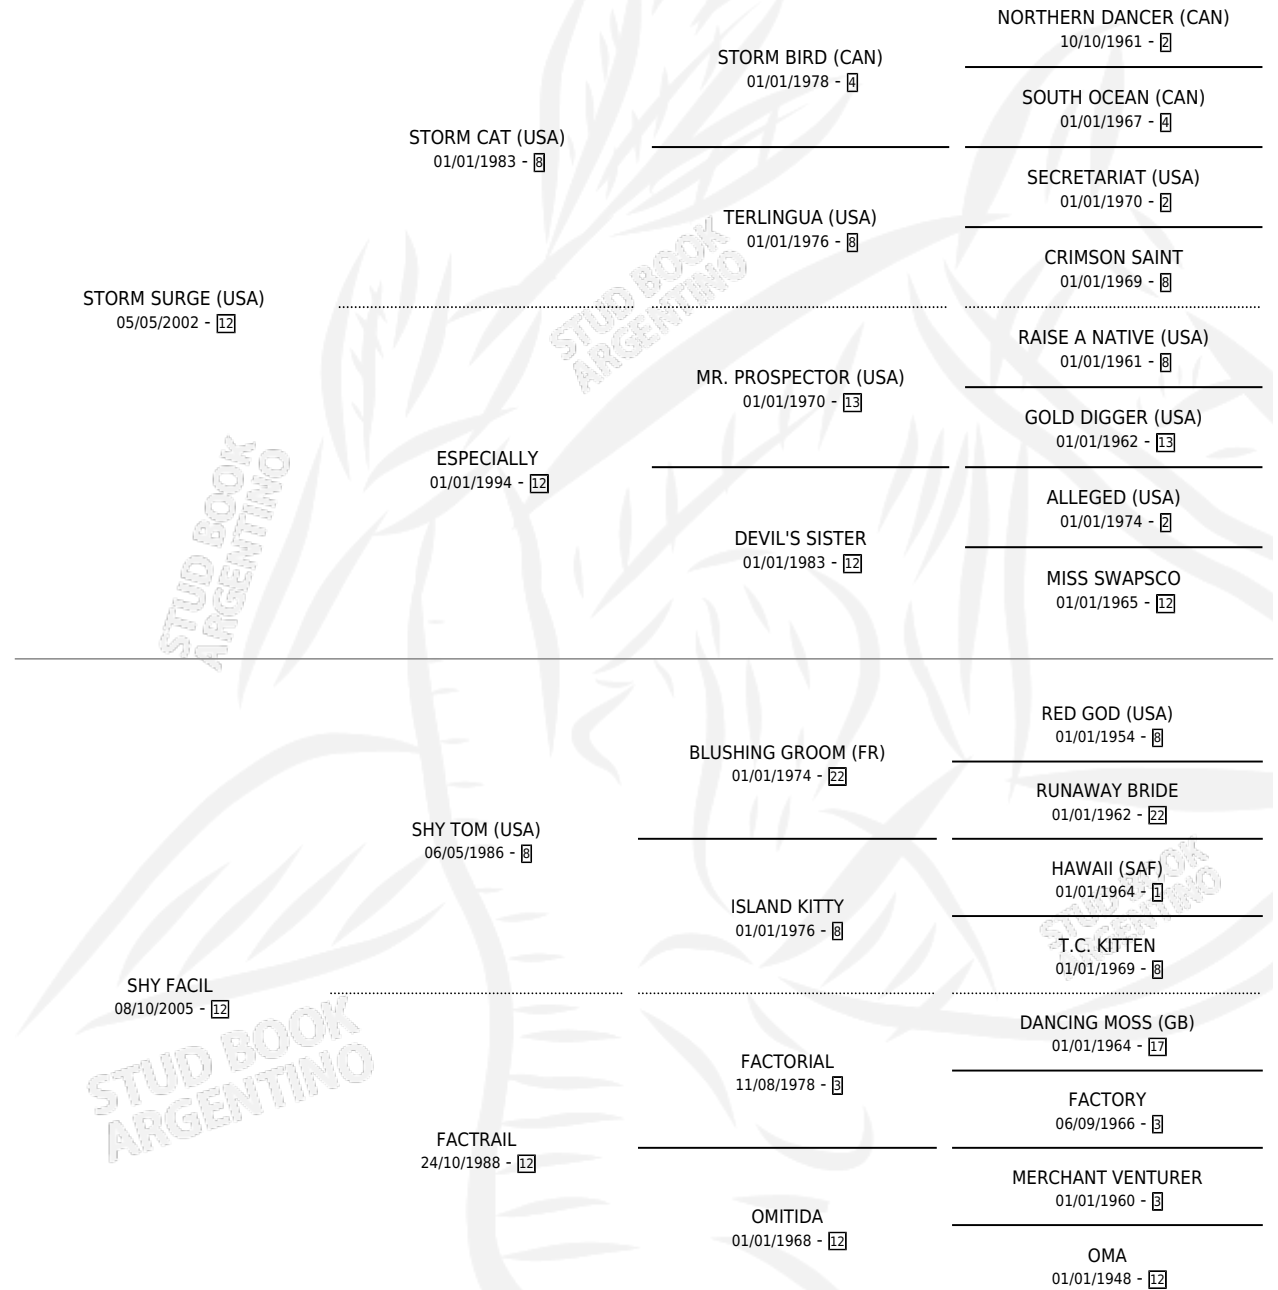 NORTHERN DANCER (CAN)
10/10/1961 - 2
STORM BIRD (CAN)
01/01/1978 - 4
SOUTH OCEAN (CAN)
01/01/1967 - 4
STORM CAT (USA)
01/01/1983 - 8
SECRETARIAT (USA)
01/01/1970 - 2
TERLINGUA (USA)
01/01/1976 - 8
CRIMSON SAINT
01/01/1969 - 8
STORM SURGE (USA)
05/05/2002 - 12
STUD BOOK
ARGENTINO
RAISE A NATIVE (USA)
01/01/1961 - 8
MR. PROSPECTOR (USA)
01/01/1970 - 13
GOLD DIGGER (USA)
01/01/1962 - 13
ESPECIALLY
01/01/1994 - 12
ALLEGED (USA)
01/01/1974 - 2
DEVIL'S SISTER
01/01/1983 - 12
MISS SWAPSCO
01/01/1965 - 12
STUD BOOK
ARGENTINO
RED GOD (USA)
01/01/1954 - 8
BLUSHING GROOM (FR)
01/01/1974 - 22
RUNAWAY BRIDE
01/01/1962 - 22
SHY TOM (USA)
06/05/1986 - 8
HAWAII (SAF)
01/01/1964 - 1
ISLAND KITTY
01/01/1976 - 8
T.C. KITTEN
01/01/1969 - 8
STUD BOOK
ARGENTINO
SHY FACIL
08/10/2005 - 12
DANCING MOSS (GB)
01/01/1964 - 17
FACTORIAL
11/08/1978 - 3
FACTORY
06/09/1966 - 3
STUD BOOK
ARGENTINO
FACTRAIL
24/10/1988 - 12
MERCHANT VENTURER
01/01/1960 - 3
OMITIDA
01/01/1968 - 12
OMA
01/01/1948 - 12